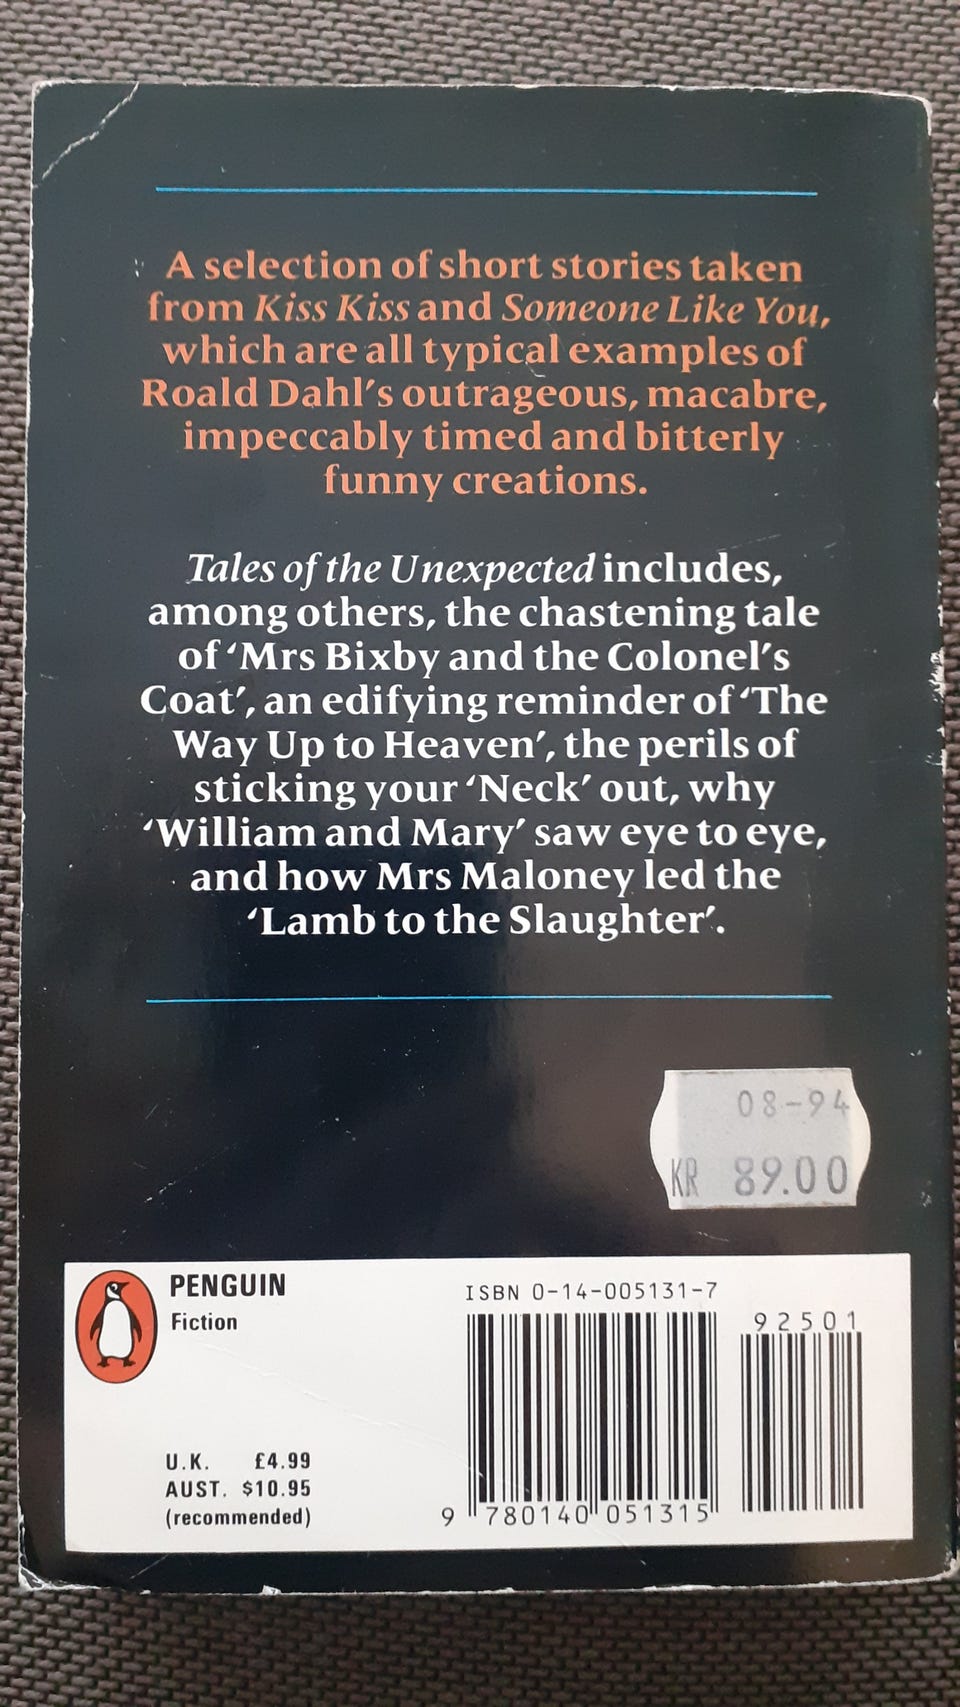 A selection of short stories taken
from Kiss Kiss and Someone Like You,
which are all typical examples of
Roald Dahl's outrageous, macabre,
impeccably timed and bitterly
funny creations.
Tales of the Unexpected includes,
among others, the chastening tale
of 'Mrs Bixby and the Colonel's
Coat', an edifying reminder of 'The
Way Up to Heaven', the perils of
sticking your 'Neck' out, why
'William and Mary' saw eye to eye,
and how Mrs Maloney led the
'Lamb to the Slaughter'.
08-94
KR 89.00
PENGUIN
Fiction
U.K. £4.99
AUST. $10.95
(recommended)
ISBN 0-14-005131-7
92501
9 780140 051315